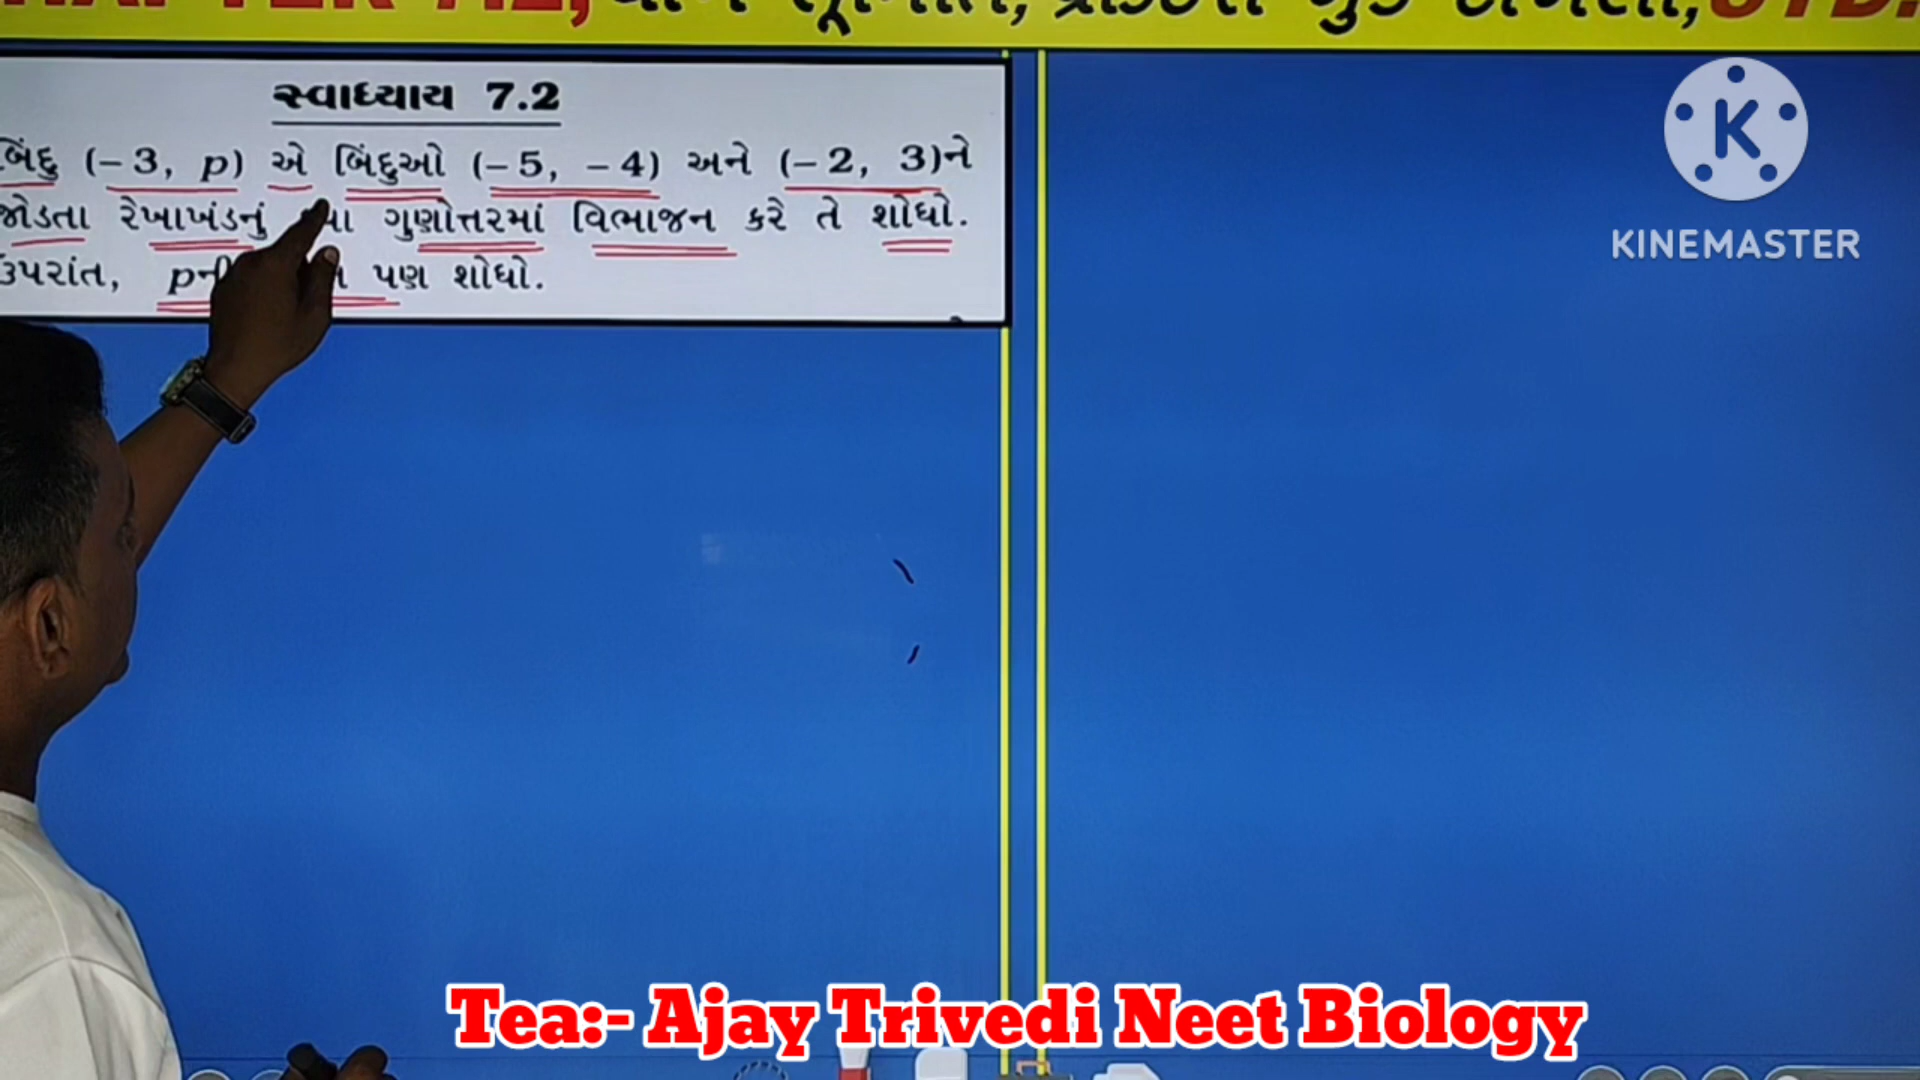 સ્વાધ્યાય 7.2
બિંદુ (– 3, p) એ બિંદુઓ (– 5, – 4) અને (– 2, 3)ને
જોડતા રેખાખંડનું ગુણોત્તરમાં વિભાજન કરે તે શોધો.
ઉપરાંત, pની પણ શોધો.
K
KINEMASTER
Tea:- Ajay Trivedi Neet Biology